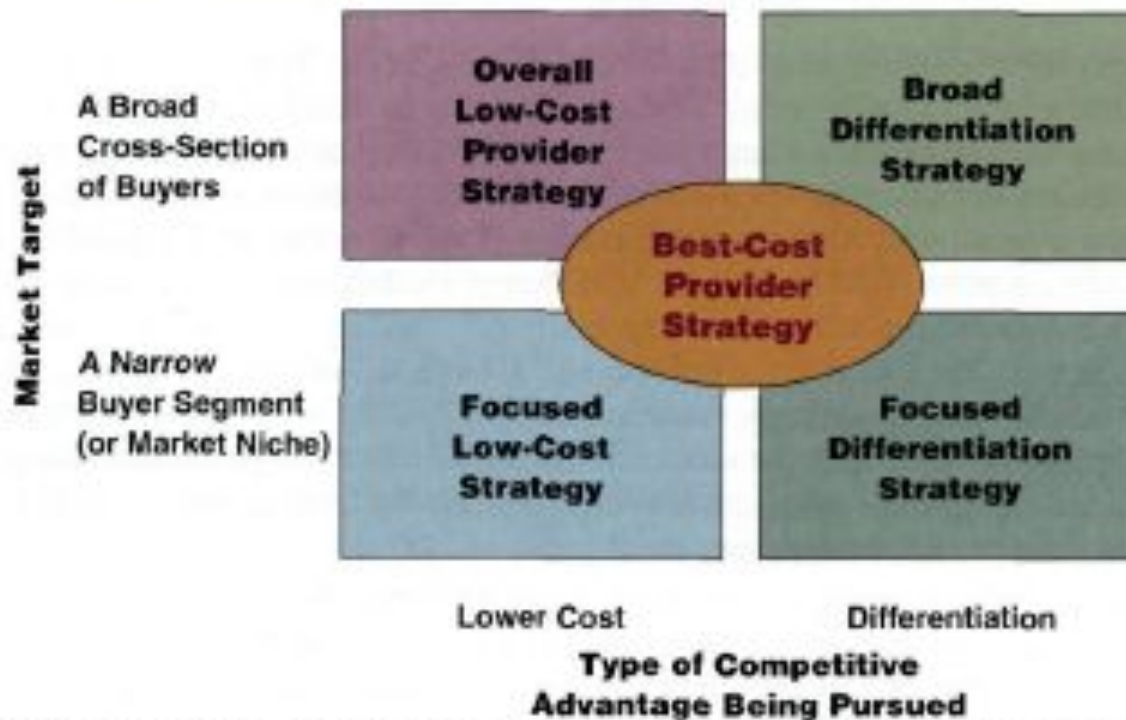 Market Target
A Broad
Cross-Section
of Buyers
Overall
Low-Cost
Provider
Strategy
Broad
Differentiation
Strategy
Best-Cost
Provider
Strategy
A Narrow
Buyer Segment
(or Market Niche)
Focused
Low-Cost
Strategy
Focused
Differentiation
Strategy
Lower Cost
Differentiation
Type of Competitive
Advantage Being Pursued